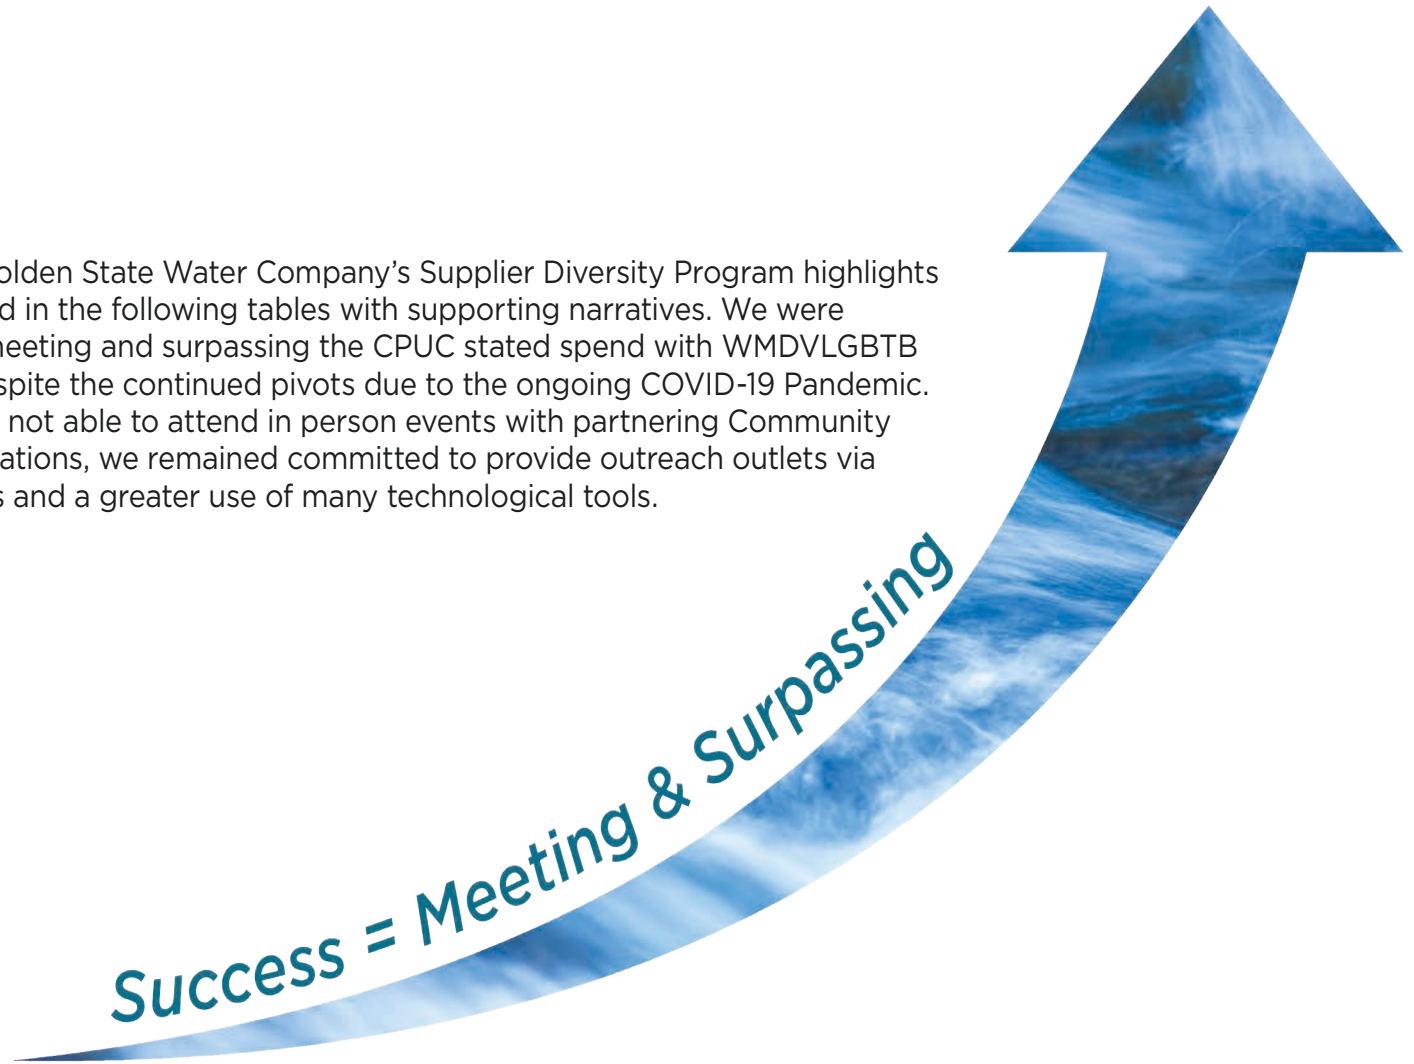 olden State Water Company’s Supplier Diversity Program highlights
d in the following tables with supporting narratives. We were
meeting and surpassing the CPUC stated spend with WMDVLGBTB
spite the continued pivots due to the ongoing COVID-19 Pandemic.
not able to attend in person events with partnering Community
ations, we remained committed to provide outreach outlets via
s and a greater use of many technological tools.
Success = Meeting & Surpassing